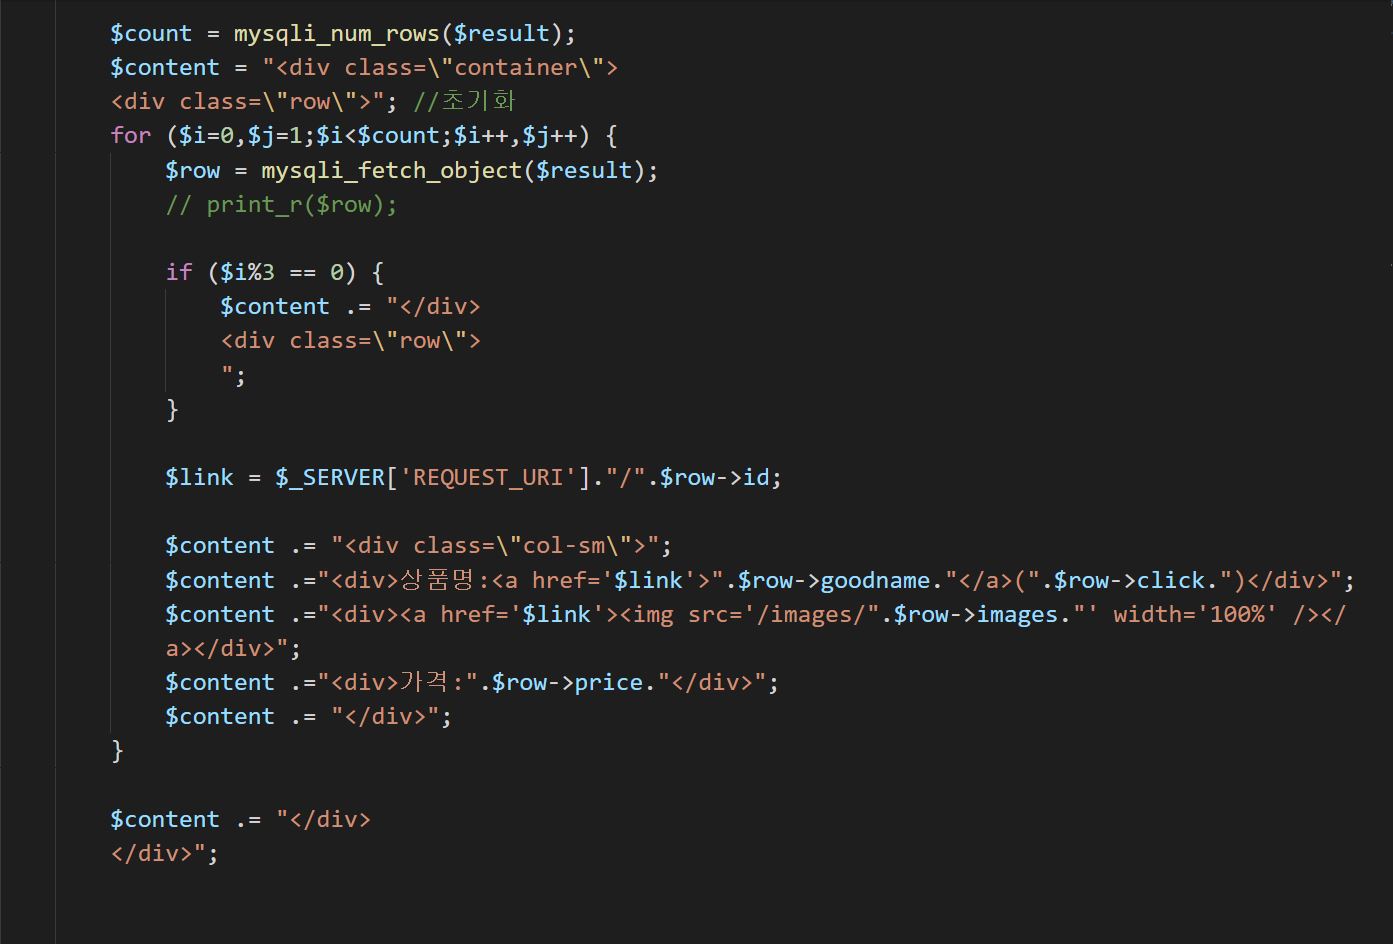 $count = mysqli_num_rows($result);
$content = "<div class=\"container\">
<div class=\"row\">"; //초기화
for ($i=0,$j=1;$i<$count;$i++,$j++) {
$row = mysqli_fetch_object($result);
// print_r($row);
if ($i%3 == 0) {
$content .= "</div>
<div class=\"row\">
";
}
$link = $_SERVER['REQUEST_URI']."/".$row->id;
$content .= "<div class=\"col-sm\">";
$content .="<div>상품명:<a href='$link'>".$row->goodname."</a>(".$row->click.")</div>";
$content .="<div><a href='$link'><img src='/images/".$row->images."' width='100%' /></
a></div>";
$content .="<div>가격:".$row->price."</div>";
$content .= "</div>";
}
$content .= "</div>
</div>";